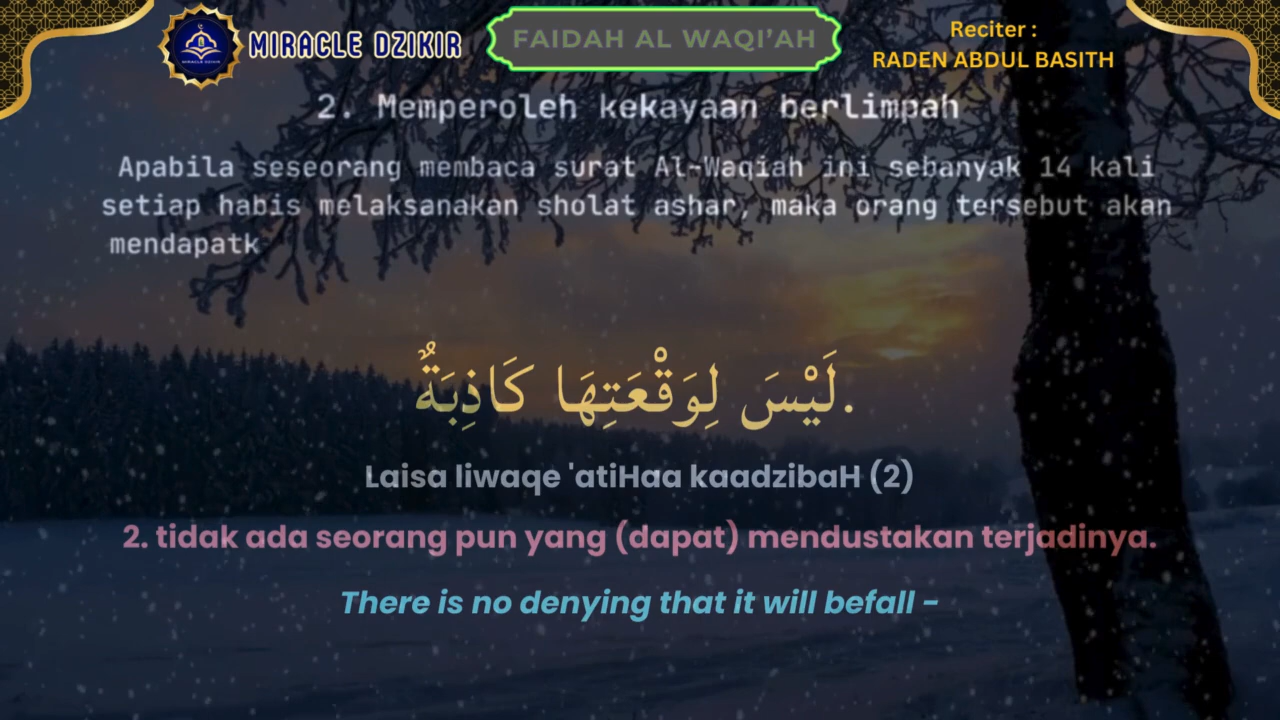 MIRACLE DZIKIR
FAIDAH AL WAQI'AH
Reciter :
RADEN ABDUL BASITH
2. Memperoleh kekayaan berlimpah
Apabila seseorang membaca surat Al-Waqiah ini sebanyak 14 kali
setiap habis melaksanakan sholat ashar, maka orang tersebut akan
mendapatk
لَيْسَ لِوَقْعَتِهَا كَاذِبَةٌ.
Laisa liwaqe 'atiHaa kaadzibaH (2)
2. tidak ada seorang pun yang (dapat) mendustakan terjadinya.
There is no denying that it will befall -